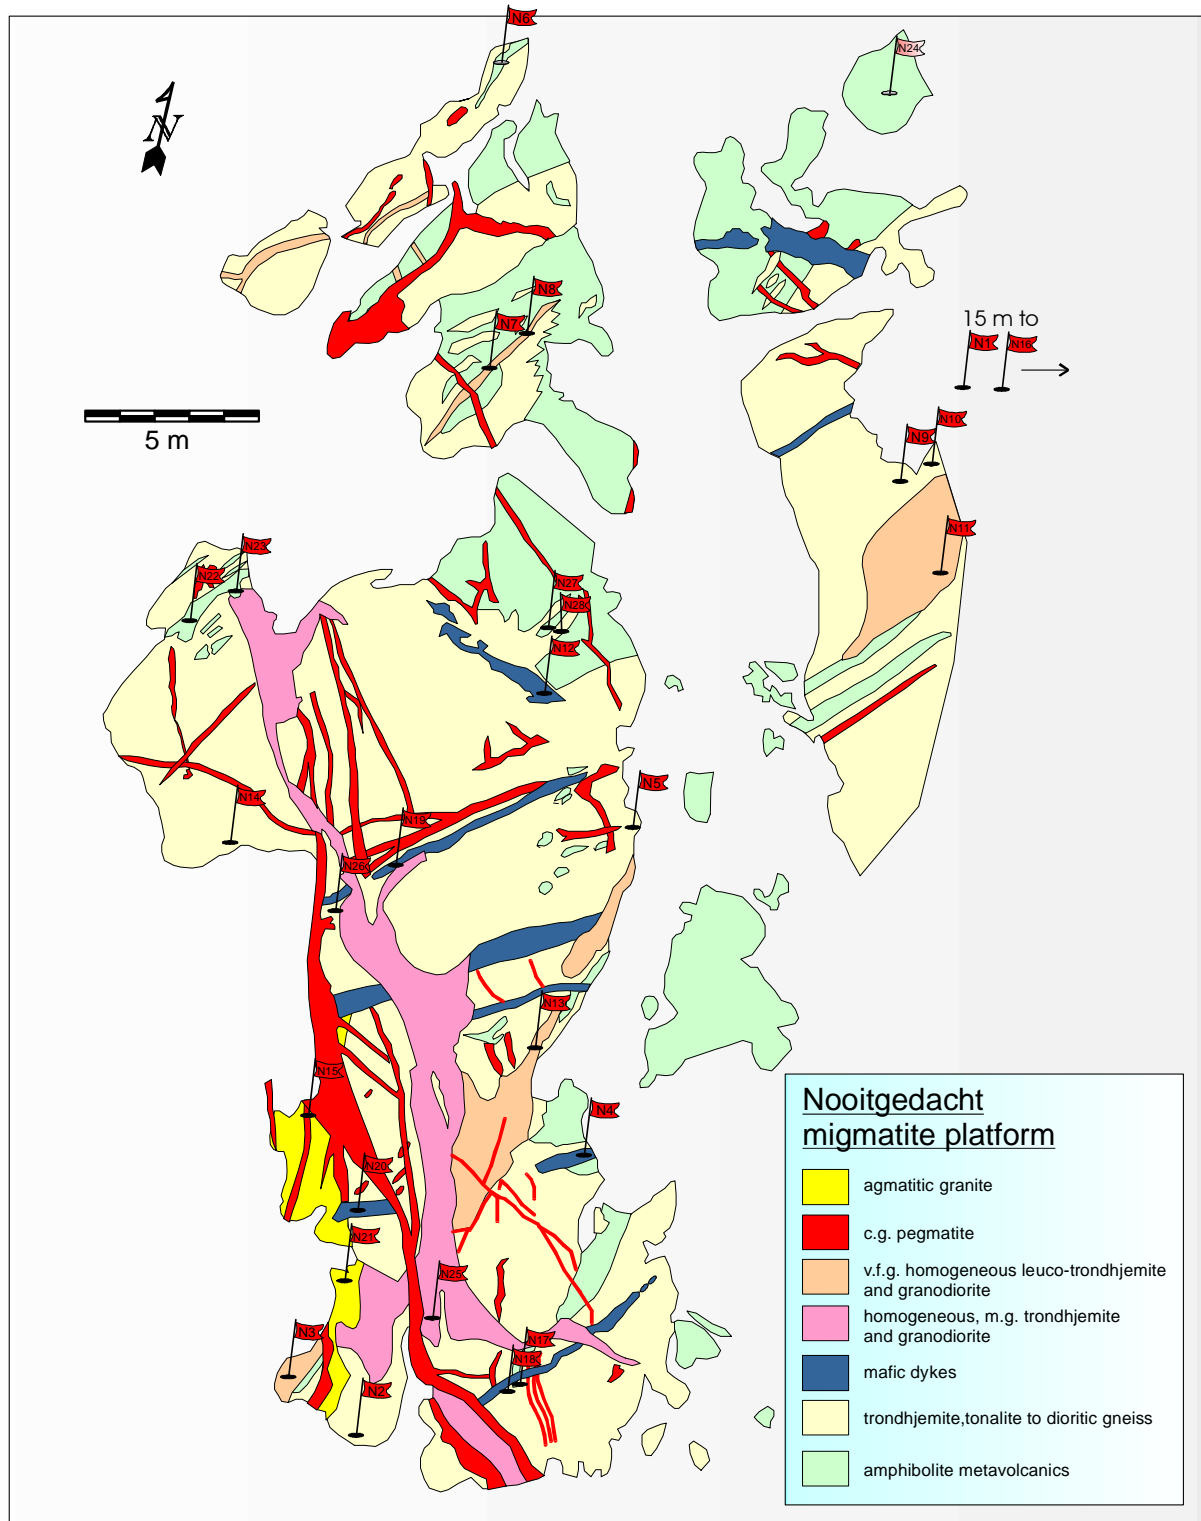 N6
N24
N
N8
N7
15 m to
N1
N16
5 m
N10
N9
N11
N23
N22
N27
N28
N12
N5
N14
N19
N26
N13
N15
N4
N20
N21
N25
N3
N17
N18
N2
Nooitgedacht
migmatite platform
agmatitic granite
c.g. pegmatite
v.f.g. homogeneous leuco-trondhjemite
and granodiorite
homogeneous, m.g. trondhjemite
and granodiorite
mafic dykes
trondhjemite,tonalite to dioritic gneiss
amphibolite metavolcanics